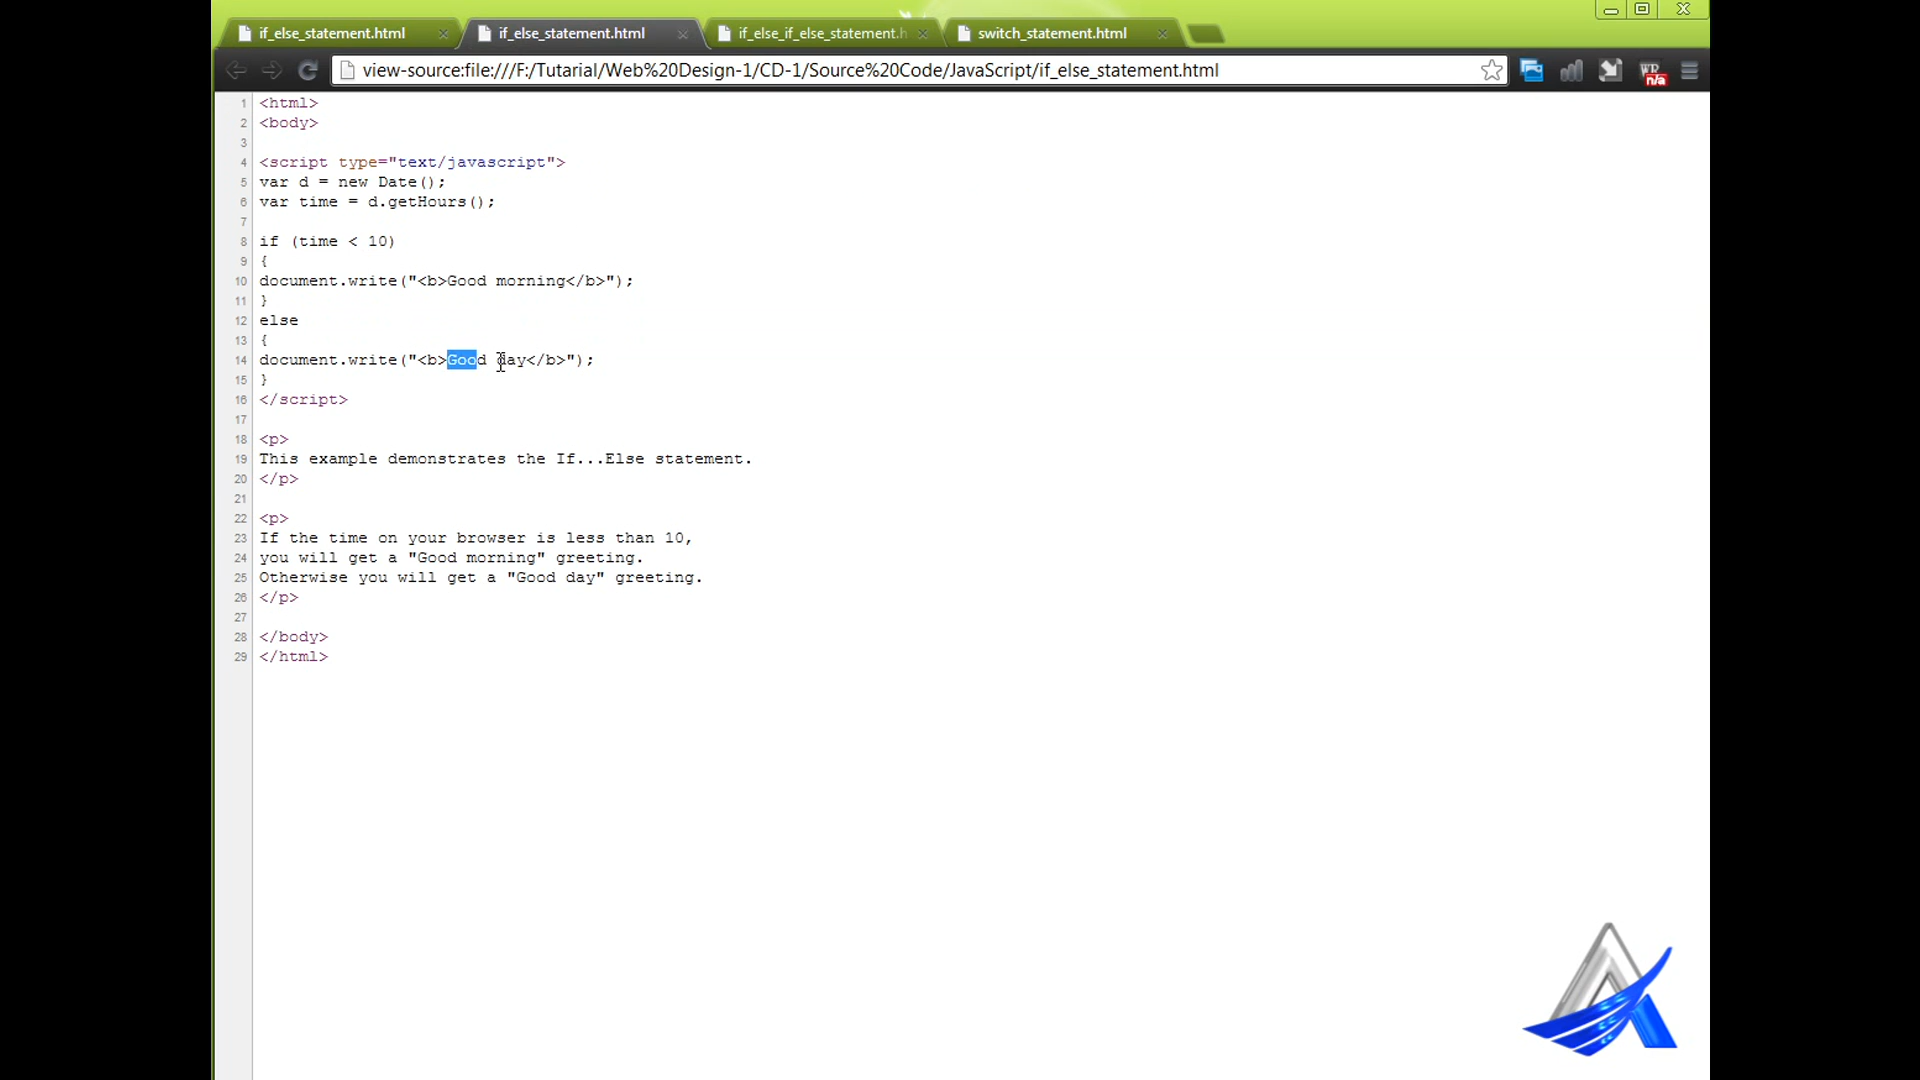 if_else_statement.html
if_else_statement.html
if_else_if_else_statement.h
switch_statement.html
view-source:file:///F:/Tutarial/Web%20Design-1/CD-1/Source%20Code/JavaScript/if_else_statement.html
WR
n/a
1 <html>
2 <body>
3
4 <script type="text/javascript">
5 var d = new Date();
6 var time = d.getHours();
7
8 if (time < 10)
9 {
10 document.write("<b>Good morning</b>");
11 }
12 else
13 {
14 document.write("<b>Good day</b>");
15 }
16 </script>
17
18 <p>
19 This example demonstrates the If...Else statement.
20 </p>
21
22 <p>
23 If the time on your browser is less than 10,
24 you will get a "Good morning" greeting.
25 Otherwise you will get a "Good day" greeting.
26 </p>
27
28 </body>
29 </html>